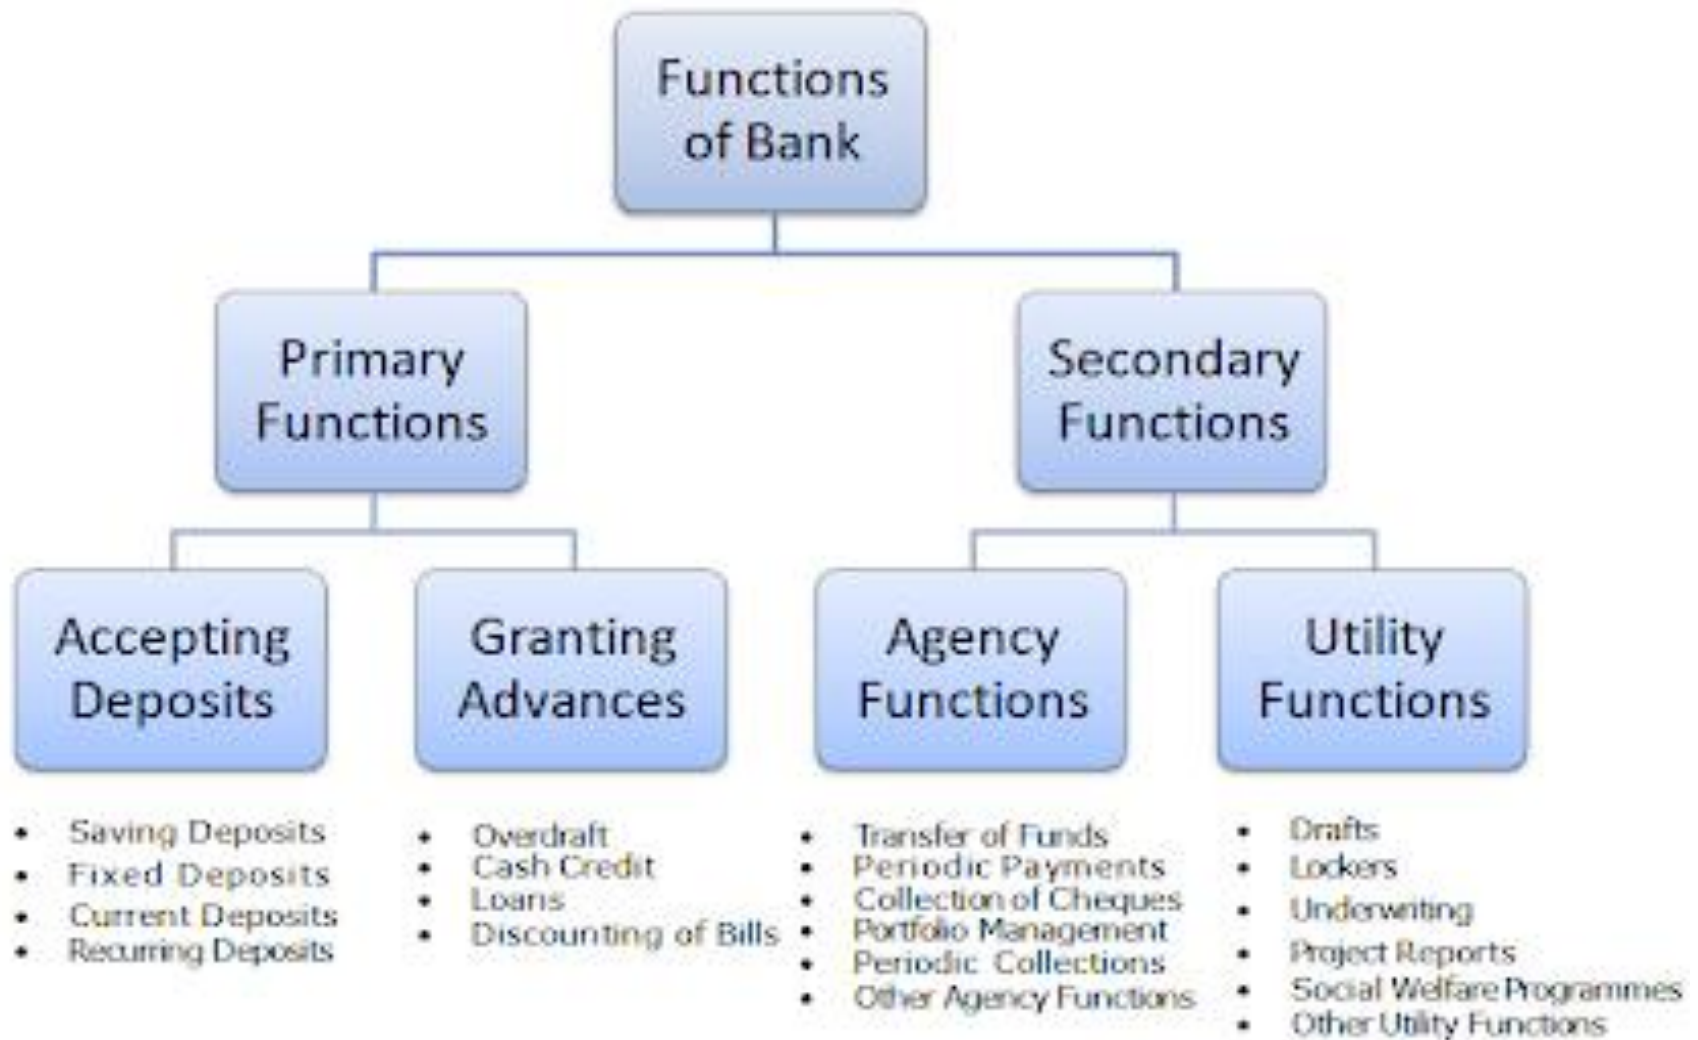 Functions
of Bank
Primary
Functions
Secondary
Functions
Accepting
Deposits
Granting
Advances
Agency
Functions
Utility
Functions
• Saving Deposits
• Fixed Deposits
• Current Deposits
• Recurring Deposits
• Overdraft
• Cash Credit
• Loans
• Discounting of Bills
• Transfer of Funds
• Periodic Payments
• Collection of Cheques
• Portfolio Management
• Periodic Collections
• Other Agency Functions
• Drafts
• Lockers
• Underwriting
• Project Reports
• Social Welfare Programmes
• Other Utility Functions